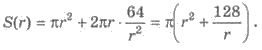 S(r) = πr² + 2πr · 64/r² = π(r² + 128/r).